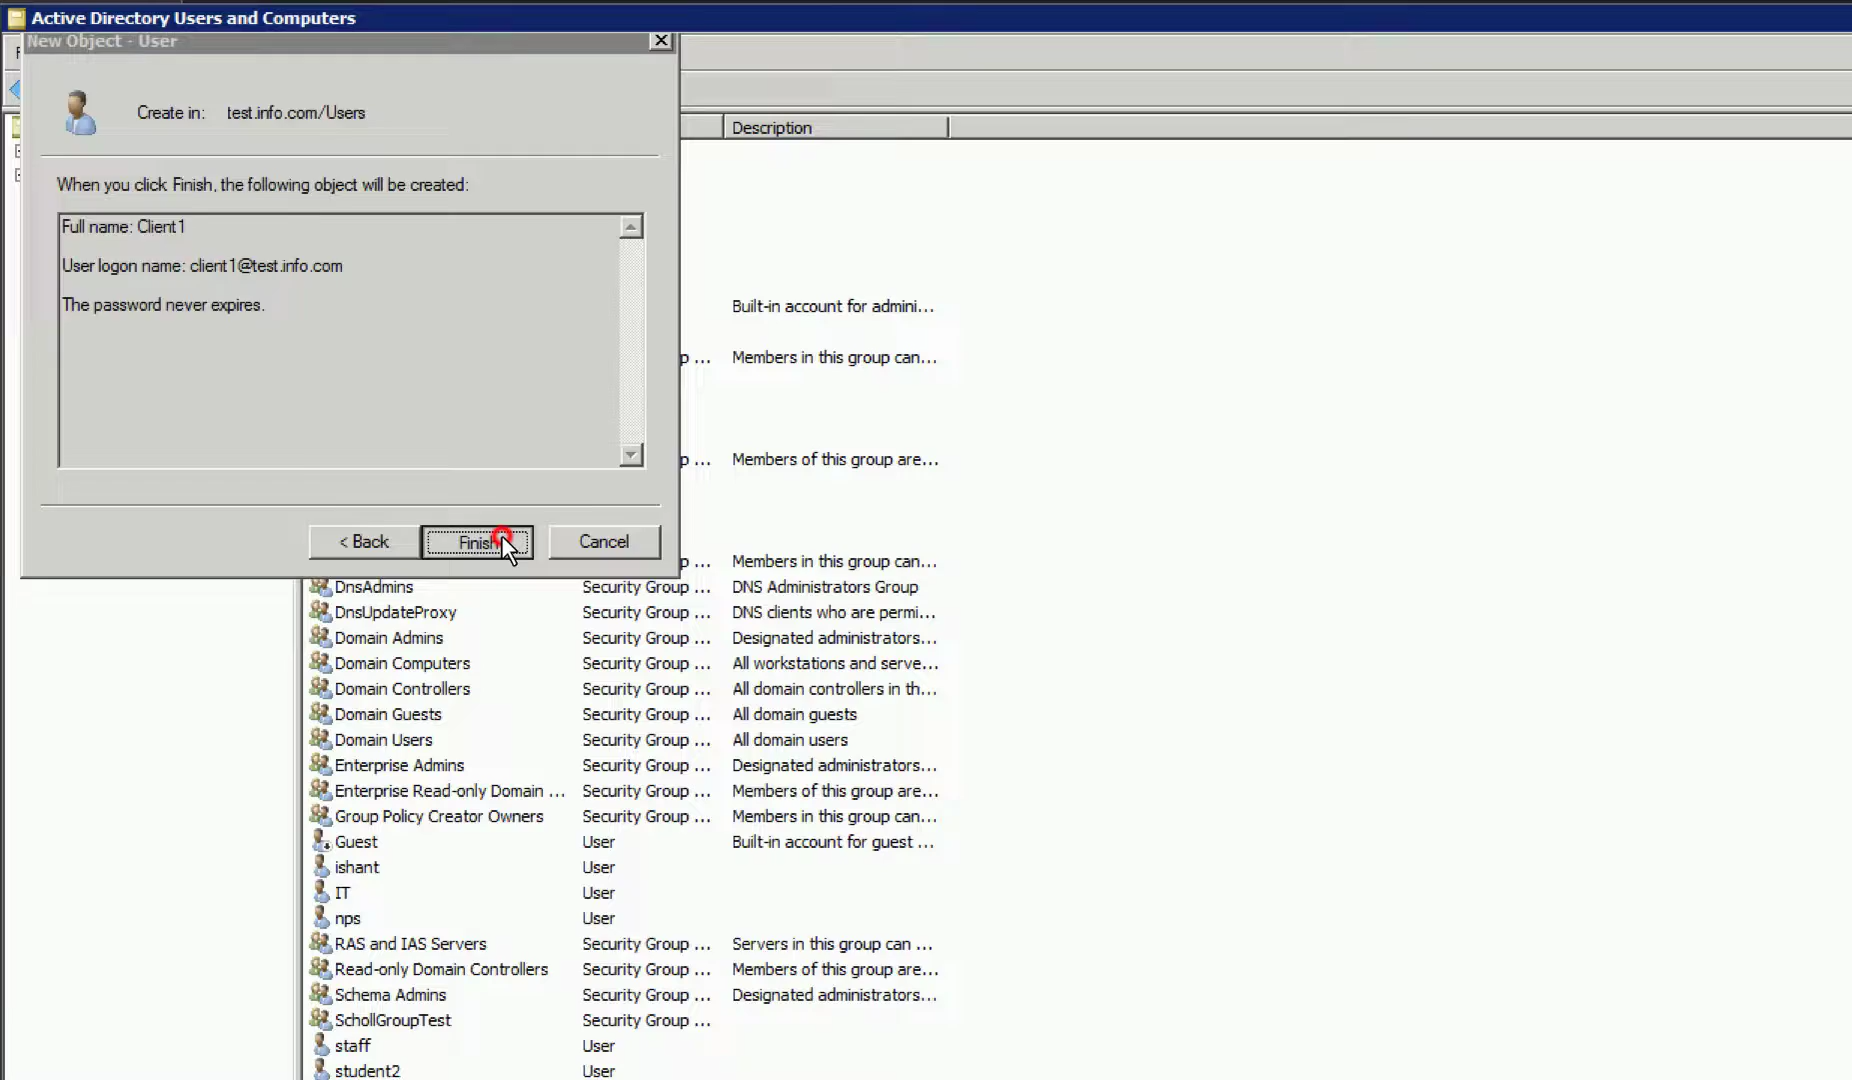 Active Directory Users and Computers
New Object - User
Create in: test.info.com/Users
When you click Finish, the following object will be created:
Full name: Client1
User logon name: client1@test.info.com
The password never expires.
< Back Finish Cancel
Description
Built-in account for admini...
p ... Members in this group can...
p ... Members of this group are...
p ... Members in this group can...
DnsAdmins Security Group ... DNS Administrators Group
DnsUpdateProxy Security Group ... DNS clients who are permi...
Domain Admins Security Group ... Designated administrators...
Domain Computers Security Group ... All workstations and serve...
Domain Controllers Security Group ... All domain controllers in th...
Domain Guests Security Group ... All domain guests
Domain Users Security Group ... All domain users
Enterprise Admins Security Group ... Designated administrators...
Enterprise Read-only Domain ... Security Group ... Members of this group are...
Group Policy Creator Owners Security Group ... Members in this group can...
Guest User Built-in account for guest ...
ishant User
IT User
nps User
RAS and IAS Servers Security Group ... Servers in this group can ...
Read-only Domain Controllers Security Group ... Members of this group are...
Schema Admins Security Group ... Designated administrators...
SchollGroupTest Security Group ...
staff User
student2 User